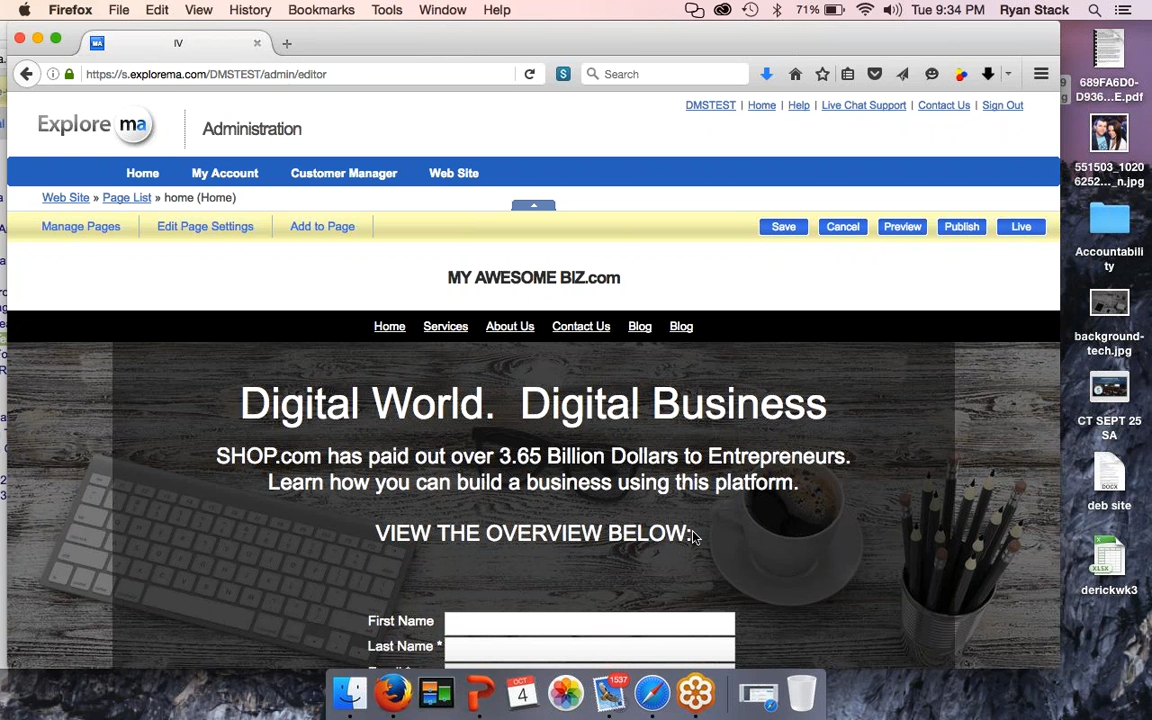 Firefox File Edit View History Bookmarks Tools Window Help 71% Tue 9:34 PM Ryan Stack
MA IV
https://s.explorema.com/DMSTEST/admin/editor S Search
DMSTEST | Home | Help | Live Chat Support | Contact Us | Sign Out
Explore ma Administration
Home My Account Customer Manager Web Site
Web Site » Page List » home (Home)
Manage Pages Edit Page Settings Add to Page Save Cancel Preview Publish Live
MY AWESOME BIZ.com
Home Services About Us Contact Us Blog Blog
Digital World. Digital Business
SHOP.com has paid out over 3.65 Billion Dollars to Entrepreneurs.
Learn how you can build a business using this platform.
VIEW THE OVERVIEW BELOW:
First Name
Last Name *
689FA6D0-
D936...E.pdf
551503_1020
6252..._n.jpg
Accountabili
ty
background-
tech.jpg
CT SEPT 25
SA
deb site
derickwk3
DOCX
XLSX
OCT
4
1537